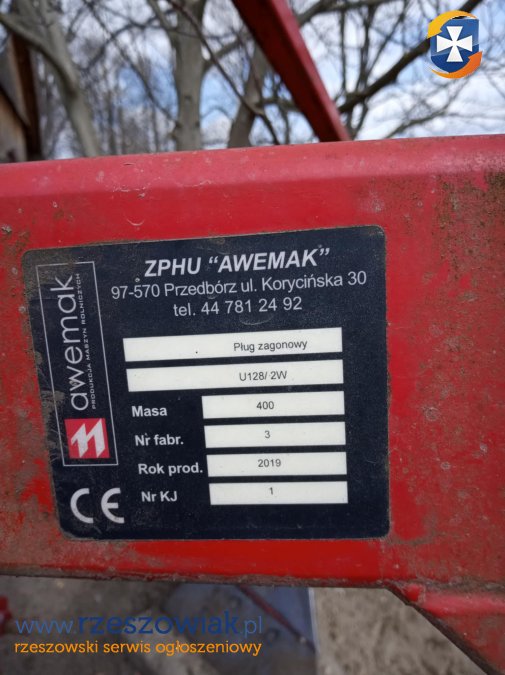 ZPHU "AWEMAK"
97-570 Przedbórz ul. Korycińska 30
tel. 44 781 24 92
awemak
PRODUKCJA MASZYN ROLNICZYCH
Pług zagonowy
U128/ 2W
Masa 400
Nr fabr. 3
Rok prod. 2019
Nr KJ 1
CE
www.rzeszowiak.pl
rzeszowski serwis ogłoszeniowy